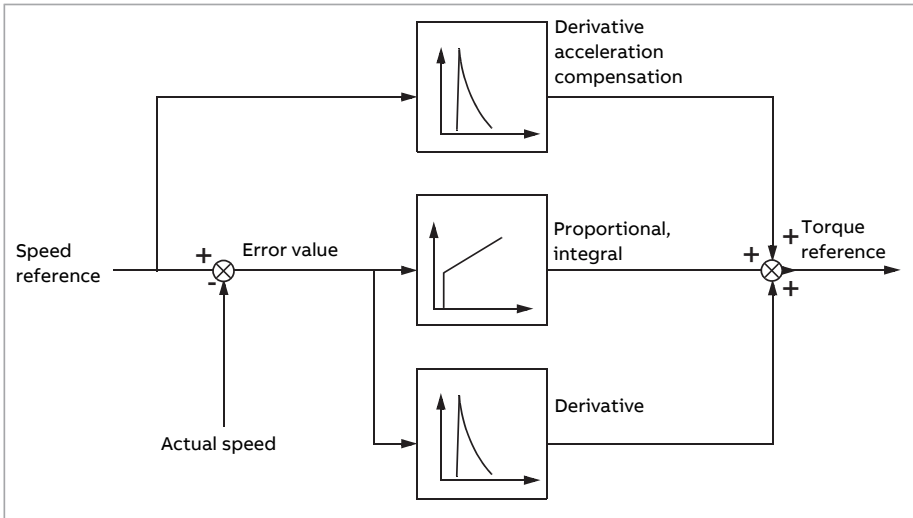 Derivative
acceleration
compensation
Speed
reference
+
-
Error value
Proportional,
integral
+
+
+
Torque
reference
Actual speed
Derivative